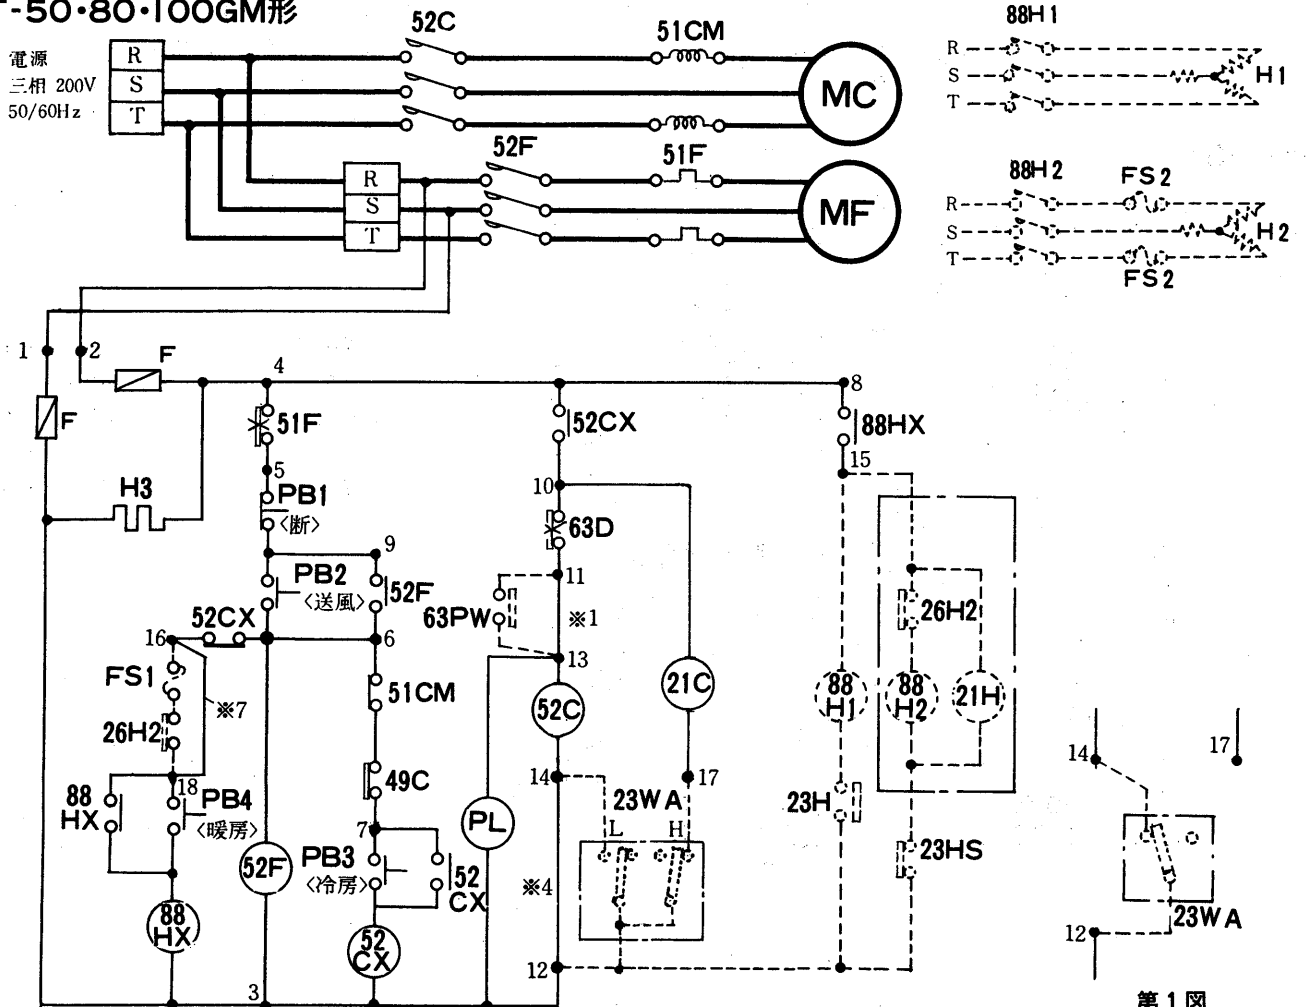 -50・80・100GM形
電源
三相 200V
50/60Hz
R
S
T
52C
51CM
MC
R
S
T
52F
51F
MF
88H1
R
S
T
H1
88H2
FS2
R
S
T
H2
FS2
1
2
F
F
H3
4
51F
5
PB1
〈断〉
9
PB2
〈送風〉
52F
52CX
16
6
FS1
※7
26H2
51CM
49C
88
HX
18
PB4
〈暖房〉
52F
7
PB3
〈冷房〉
52
CX
88
HX
52
CX
3
52CX
10
63D
11
63PW
※1
13
52C
21C
14
17
PL
23WA
L
H
※4
12
8
88HX
15
26H2
88
H1
88
H2
21H
23H
23HS
14
17
23WA
12
第1図